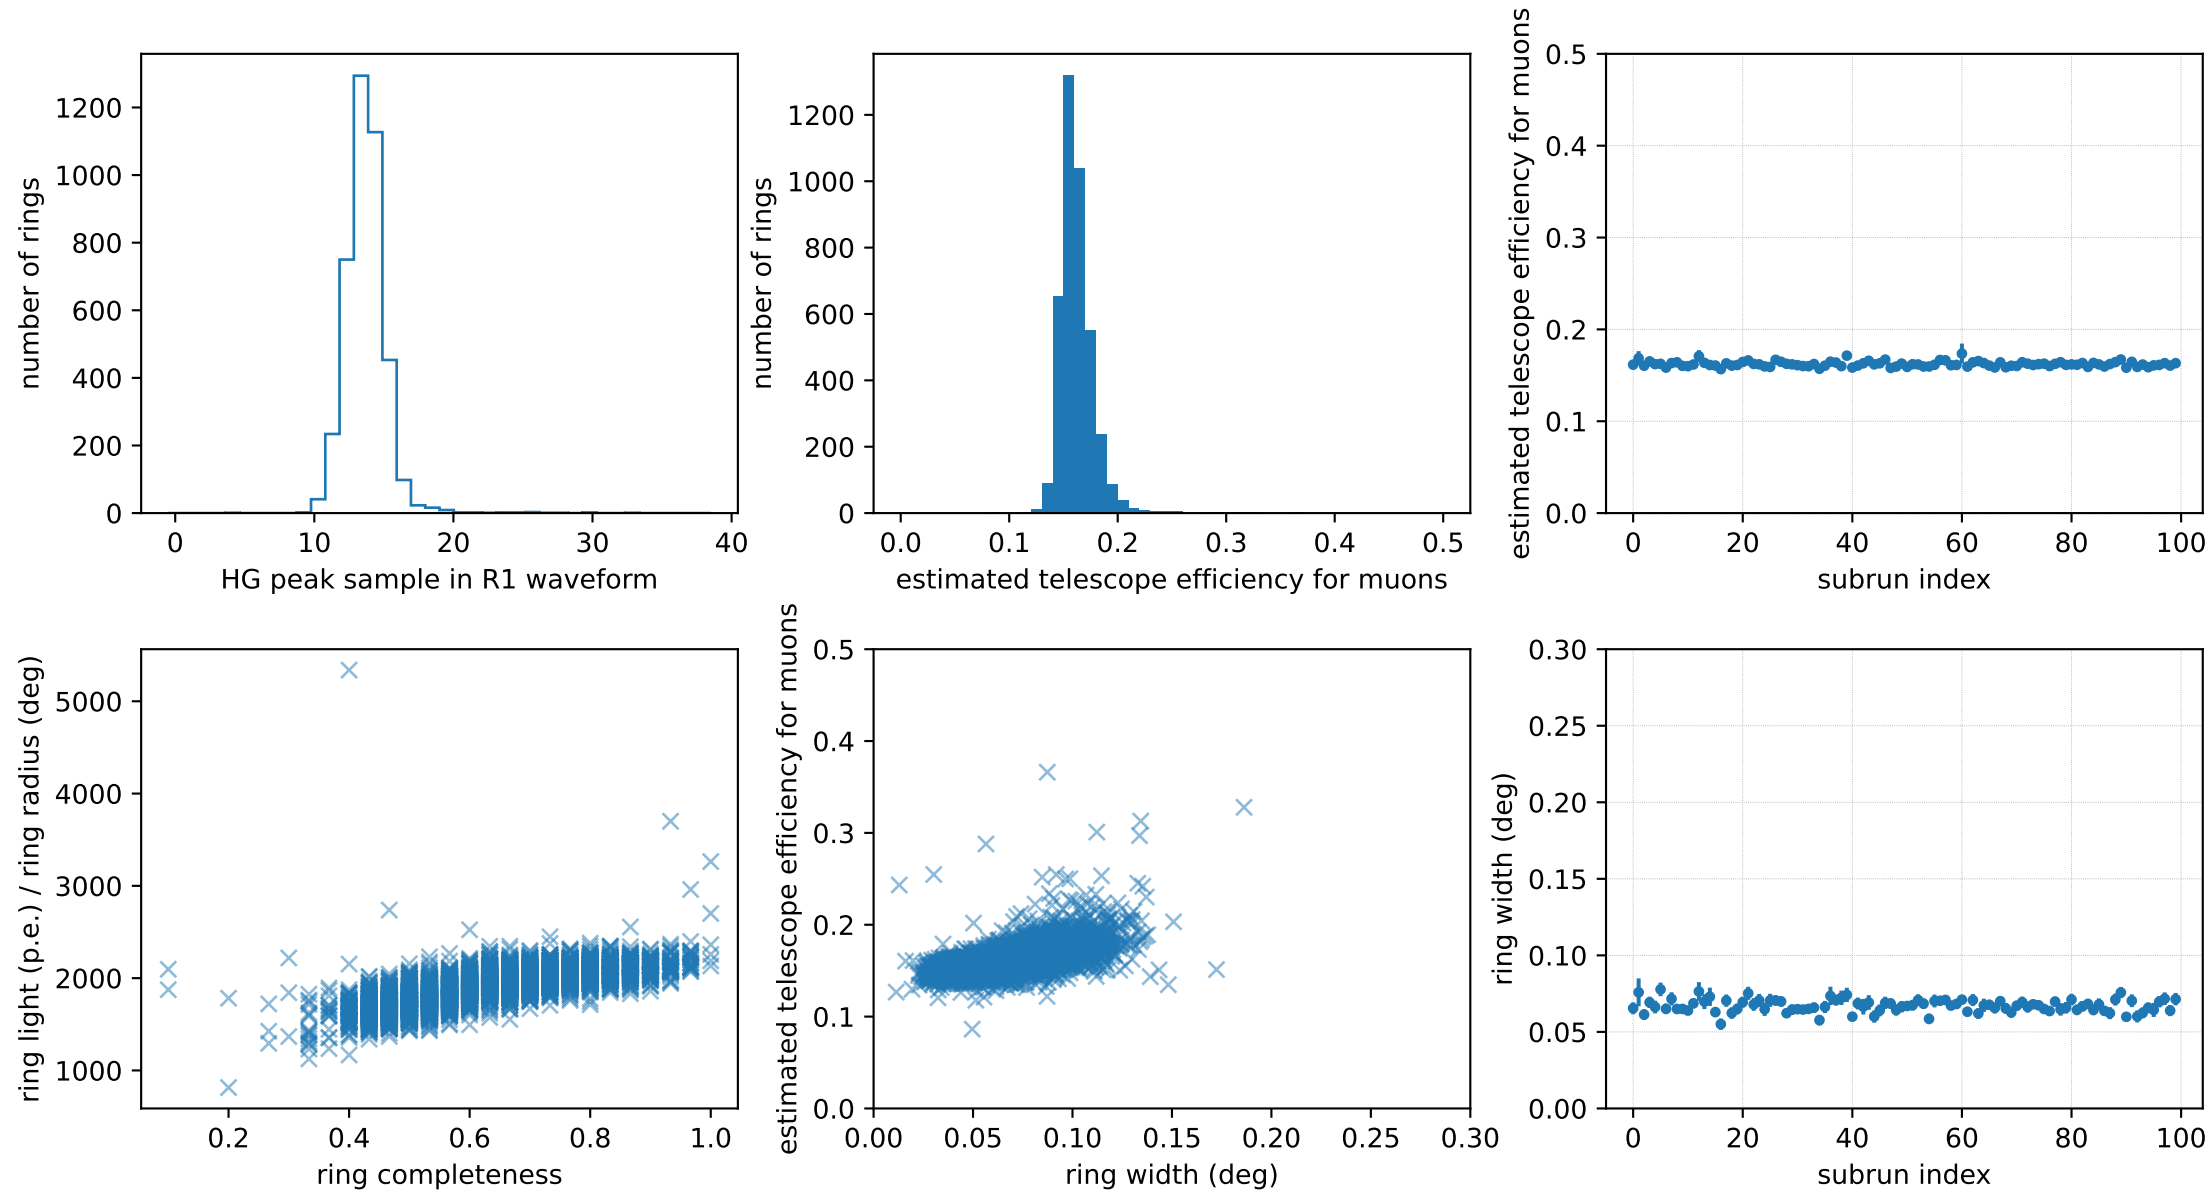 number of rings
1200
1000
800
600
400
200
0
0 10 20 30 40
HG peak sample in R1 waveform
number of rings
1200
1000
800
600
400
200
0
0.0 0.1 0.2 0.3 0.4 0.5
estimated telescope efficiency for muons
estimated telescope efficiency for muons
0.5
0.4
0.3
0.2
0.1
0.0
0 20 40 60 80 100
subrun index
ring light (p.e.) / ring radius (deg)
5000
4000
3000
2000
1000
0.2 0.4 0.6 0.8 1.0
ring completeness
estimated telescope efficiency for muons
0.5
0.4
0.3
0.2
0.1
0.0
0.00 0.05 0.10 0.15 0.20 0.25 0.30
ring width (deg)
ring width (deg)
0.30
0.25
0.20
0.15
0.10
0.05
0.00
0 20 40 60 80 100
subrun index